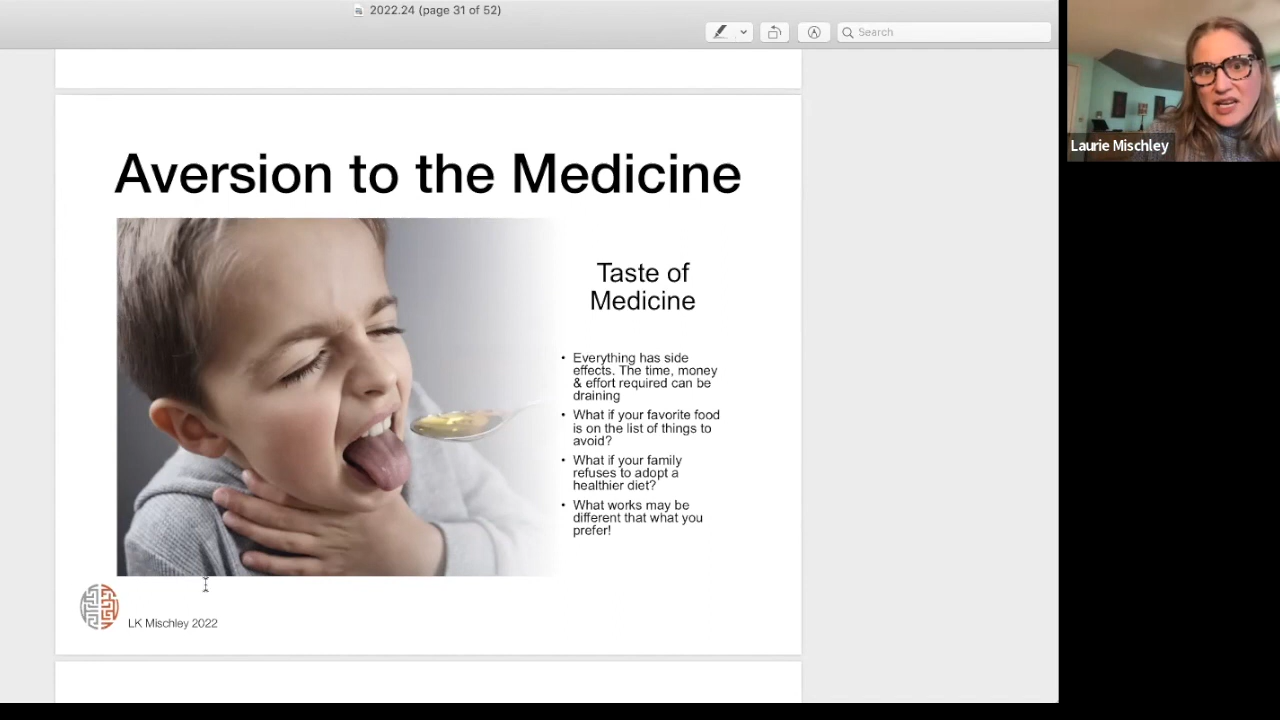 2022.24 (page 31 of 52)
Search
Laurie Mischley
Aversion to the Medicine
Taste of
Medicine
• Everything has side
effects. The time, money
& effort required can be
draining
• What if your favorite food
is on the list of things to
avoid?
• What if your family
refuses to adopt a
healthier diet?
• What works may be
different that what you
prefer!
LK Mischley 2022